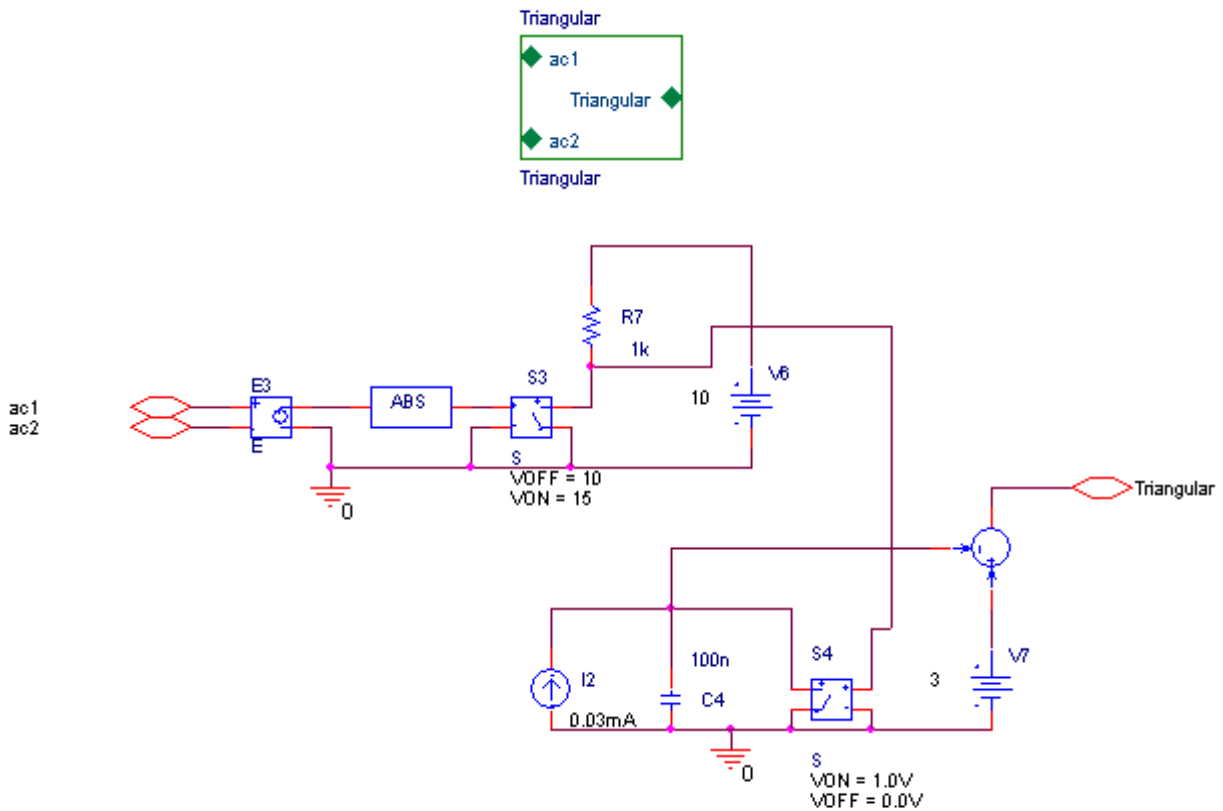 Triangular
ac1
Triangular
ac2
Triangular
R7
1k
V6
10
E3
ABS
S3
ac1
ac2
E
S
VOFF = 10
VON = 15
0
Triangular
100n
S4
V7
I2
3
C4
0.03mA
0
S
VON = 1.0V
VOFF = 0.0V